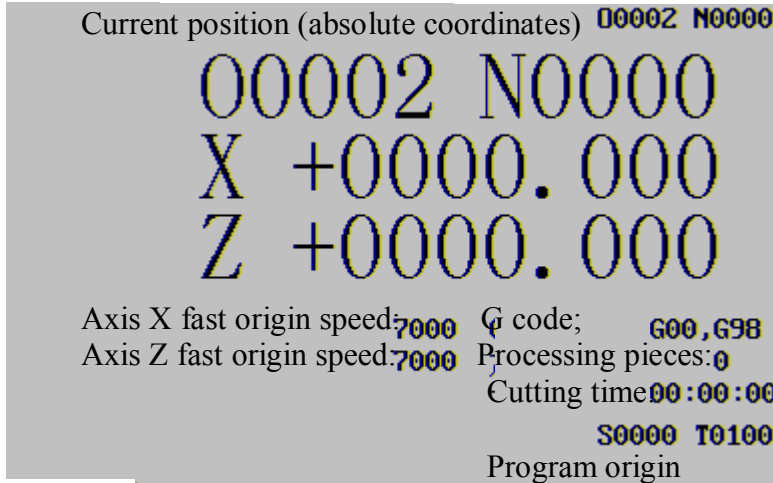 Current position (absolute coordinates) O0002 N0000
O0002 N0000
X +0000.000
Z +0000.000
Axis X fast origin speed: 7000 G code; G00,G98
Axis Z fast origin speed: 7000 Processing pieces: 0
Cutting time 00:00:00
S0000 T0100
Program origin